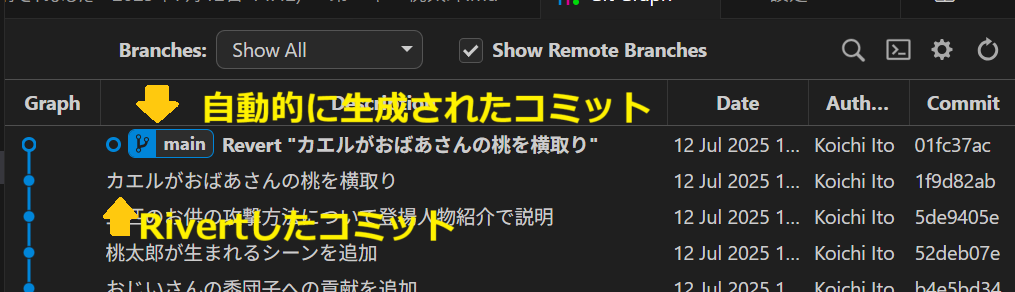 Branches: Show All Show Remote Branches
Graph Date Auth... Commit
自動的に生成されたコミット
main Revert "カエルがおばあさんの桃を横取り" 12 Jul 2025 1... Koichi Ito 01fc37ac
カエルがおばあさんの桃を横取り 12 Jul 2025 1... Koichi Ito 1f9d82ab
のお供の攻撃方法について登場人物紹介で説明 12 Jul 2025 1... Koichi Ito 5de9405e
Rivertしたコミット
桃太郎が生まれるシーンを追加 12 Jul 2025 1... Koichi Ito 52deb07e
おじいさんの黍団子への貢献を追加 12 Jul 2025 1... Koichi Ito b4e5bd34